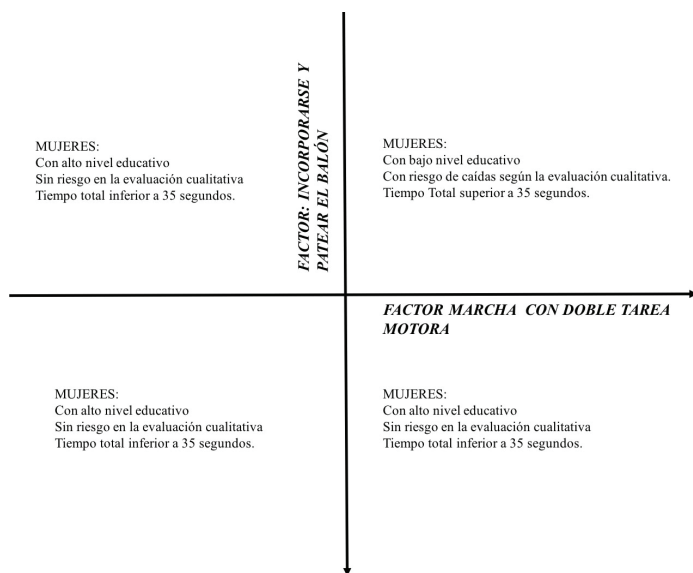 FACTOR: INCORPORARSE Y
PATEAR EL BALÓN
MUJERES:
Con alto nivel educativo
Sin riesgo en la evaluación cualitativa
Tiempo total inferior a 35 segundos.
MUJERES:
Con bajo nivel educativo
Con riesgo de caídas según la evaluación cualitativa.
Tiempo Total superior a 35 segundos.
FACTOR MARCHA CON DOBLE TAREA
MOTORA
MUJERES:
Con alto nivel educativo
Sin riesgo en la evaluación cualitativa
Tiempo total inferior a 35 segundos.
MUJERES:
Con alto nivel educativo
Sin riesgo en la evaluación cualitativa
Tiempo total inferior a 35 segundos.